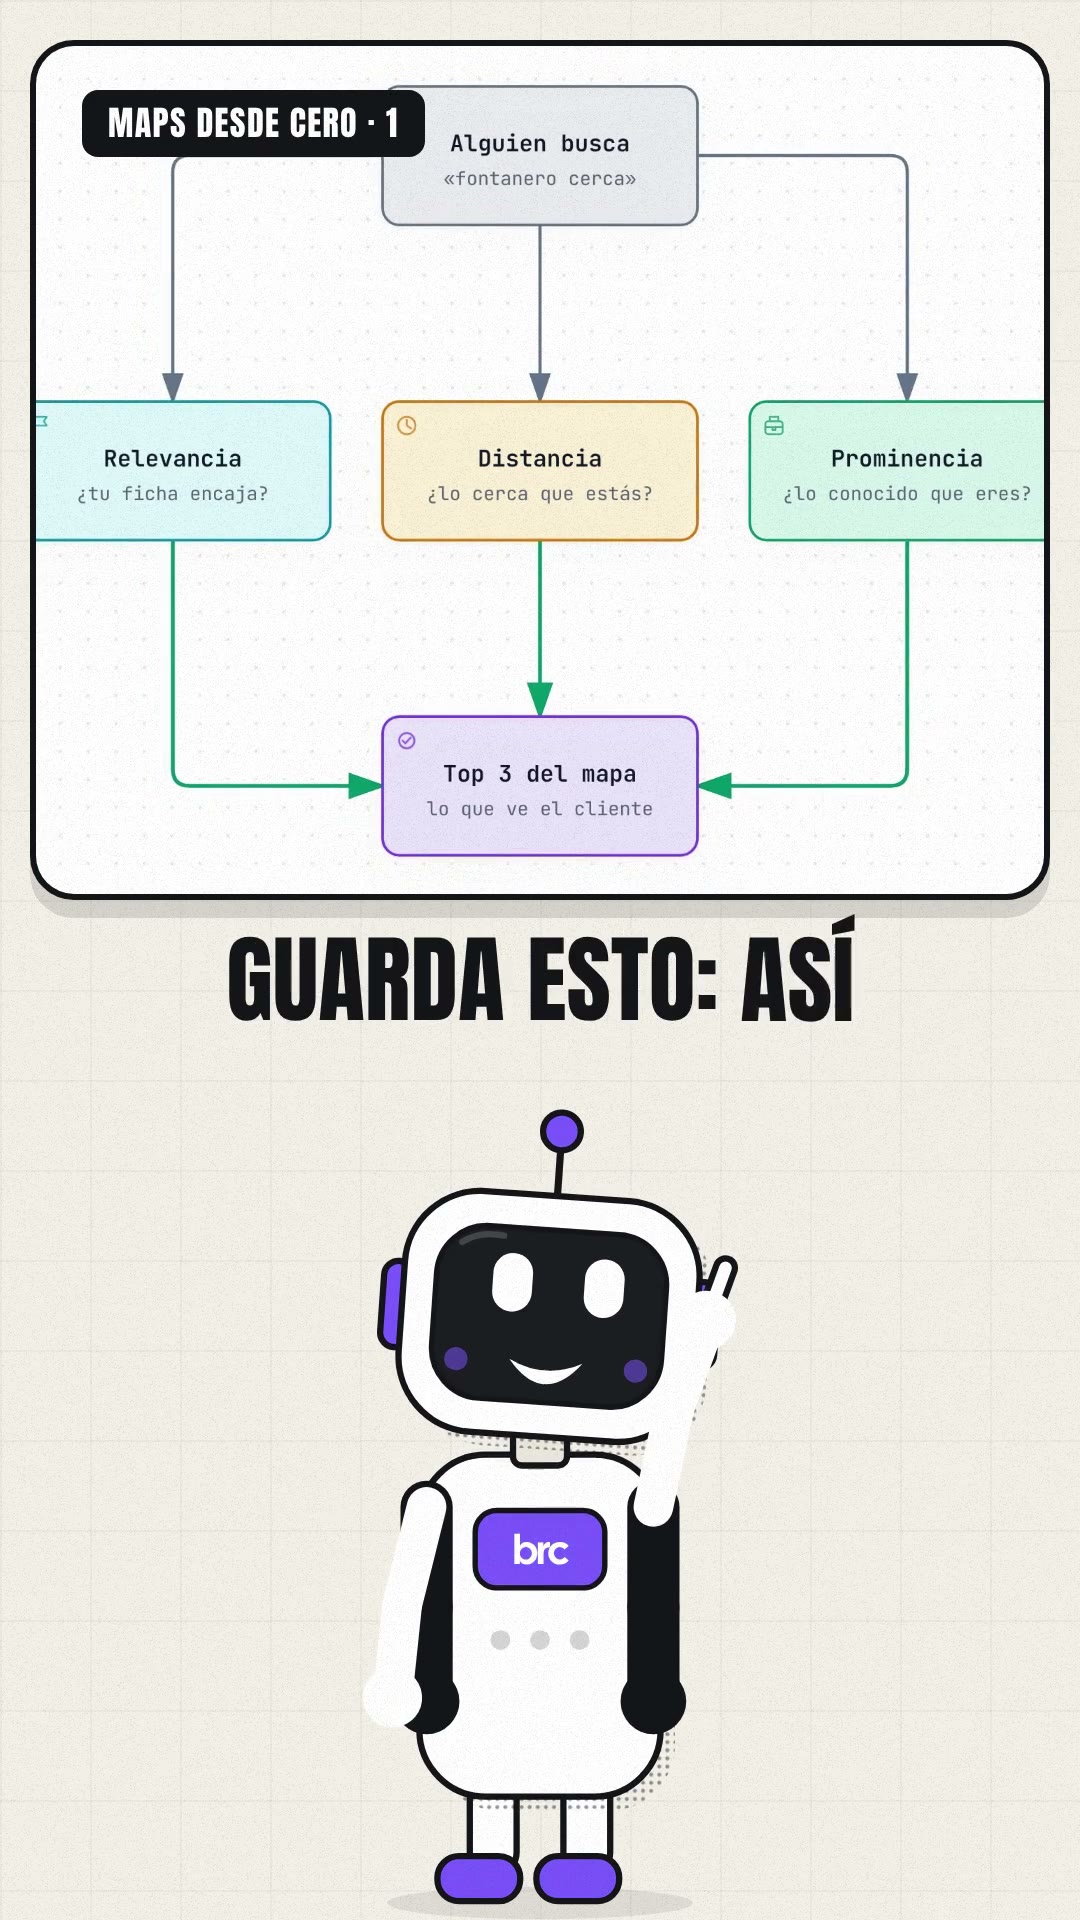 MAPS DESDE CERO · 1
Alguien busca
«fontanero cerca»
Relevancia
¿tu ficha encaja?
Distancia
¿lo cerca que estás?
Prominencia
¿lo conocido que eres?
Top 3 del mapa
lo que ve el cliente
GUARDA ESTO: ASÍ
brc